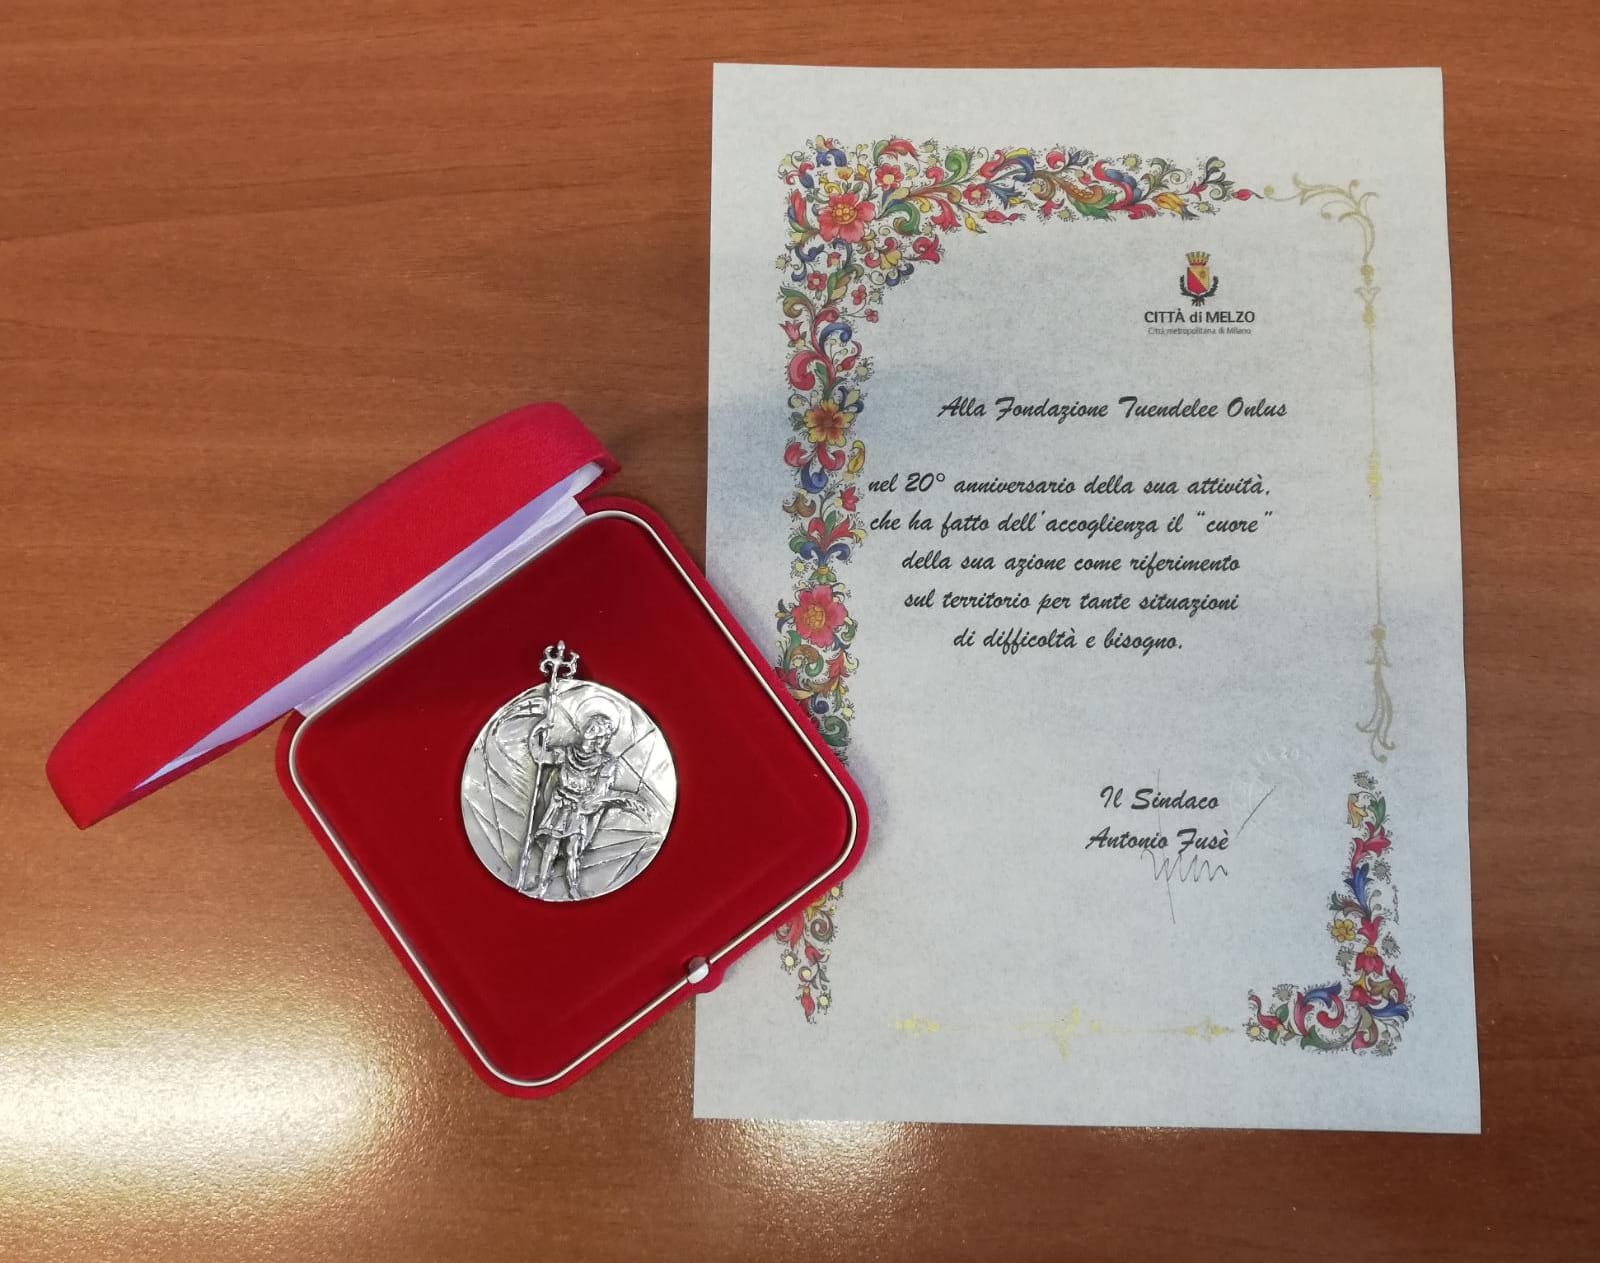 CITTÀ di MELZO
Città metropolitana di Milano
Alla Fondazione Tuendelee Onlus
nel 20° anniversario della sua attività,
che ha fatto dell'accoglienza il "cuore"
della sua azione come riferimento
sul territorio per tante situazioni
di difficoltà e bisogno.
Il Sindaco
Antonio Fusè